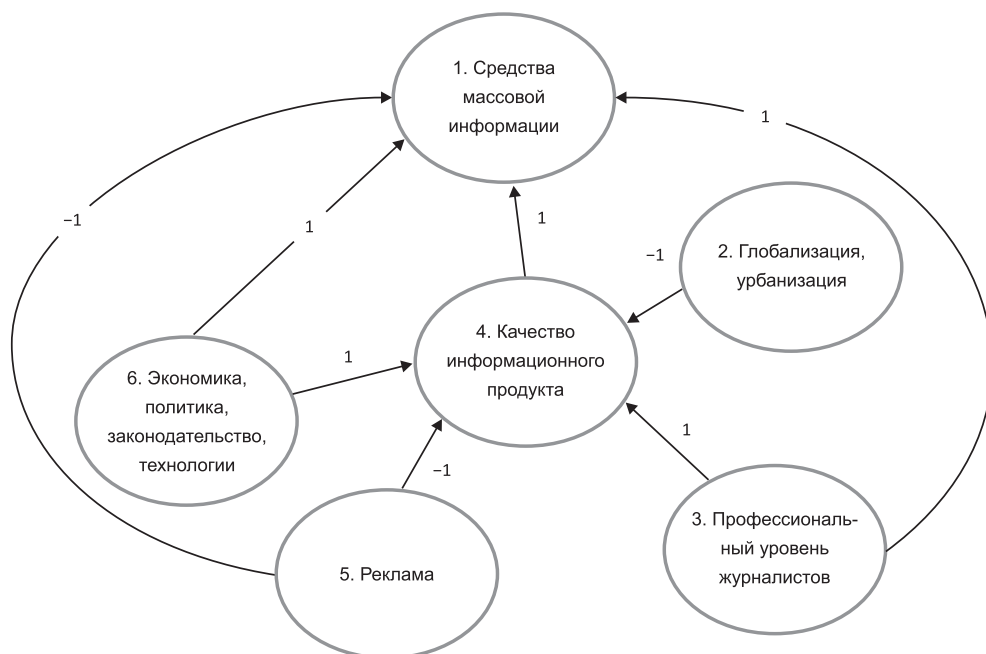 1. Средства
массовой
информации
1
−1
1
1
−1
2. Глобализация,
урбанизация
4. Качество
информационного
продукта
1
6. Экономика,
политика,
законодательство,
технологии
1
−1
3. Профессиональ-
ный уровень
журналистов
5. Реклама